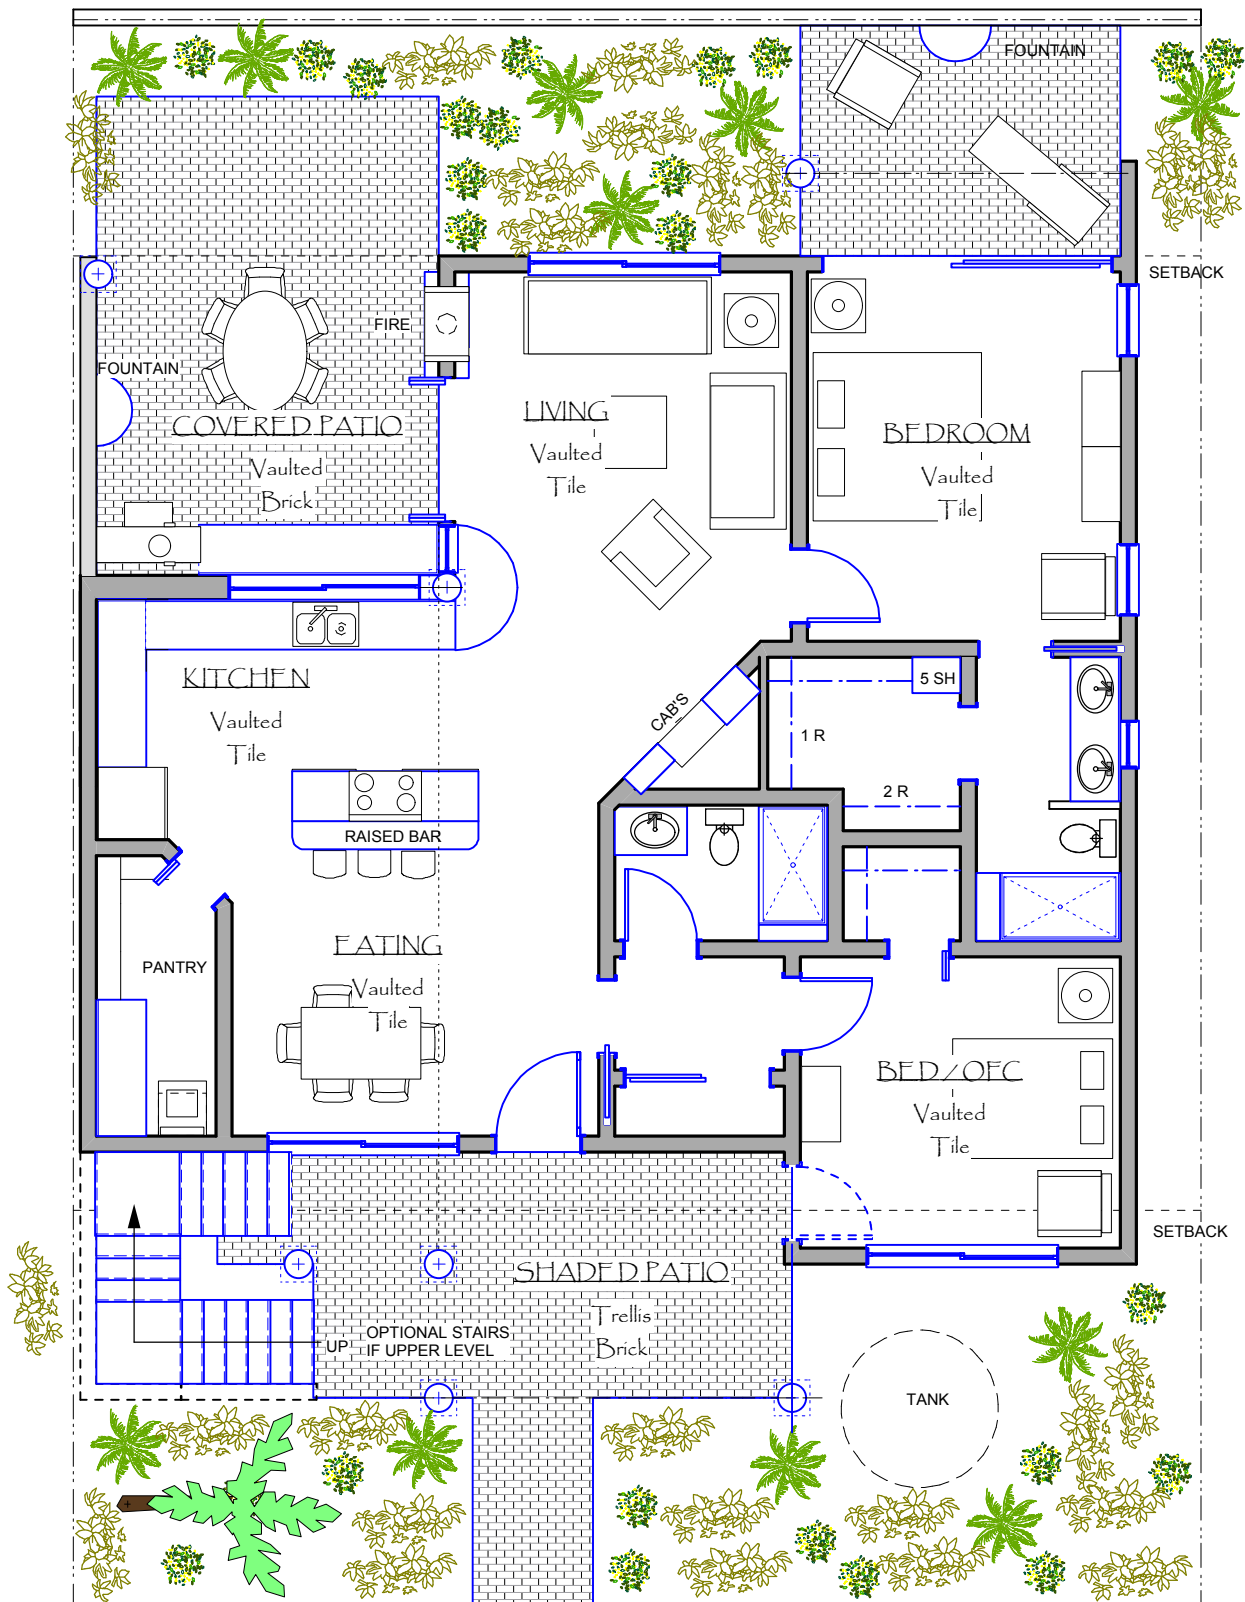 FOUNTAIN
SETBACK
FIRE
FOUNTAIN
COVERED PATIO
Vaulted
Brick
LIVING
Vaulted
Tile
BEDROOM
Vaulted
Tile
KITCHEN
Vaulted
Tile
CAB'S
5 SH
1 R
2 R
RAISED BAR
EATING
Vaulted
Tile
PANTRY
BED/OFC
Vaulted
Tile
SETBACK
SHADED PATIO
Trellis
Brick
UP
OPTIONAL STAIRS
IF UPPER LEVEL
TANK